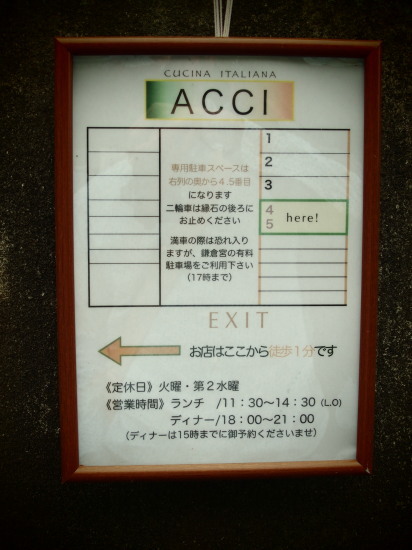 CUCINA ITALIANA
ACCI
1
2
3
4
5
here!
専用駐車スペースは
右列の奥から4.5番目
になります
二輪車は縁石の後ろに
お止めください
満車の際は恐れ入り
ますが、鎌倉宮の有料
駐車場をご利用下さい
(17時まで)
EXIT
お店はここから徒歩1分です
《定休日》火曜・第2水曜
《営業時間》ランチ /11:30～14:30 (L.O)
ディナー/18:00～21:00
(ディナーは15時までに御予約くださいませ)